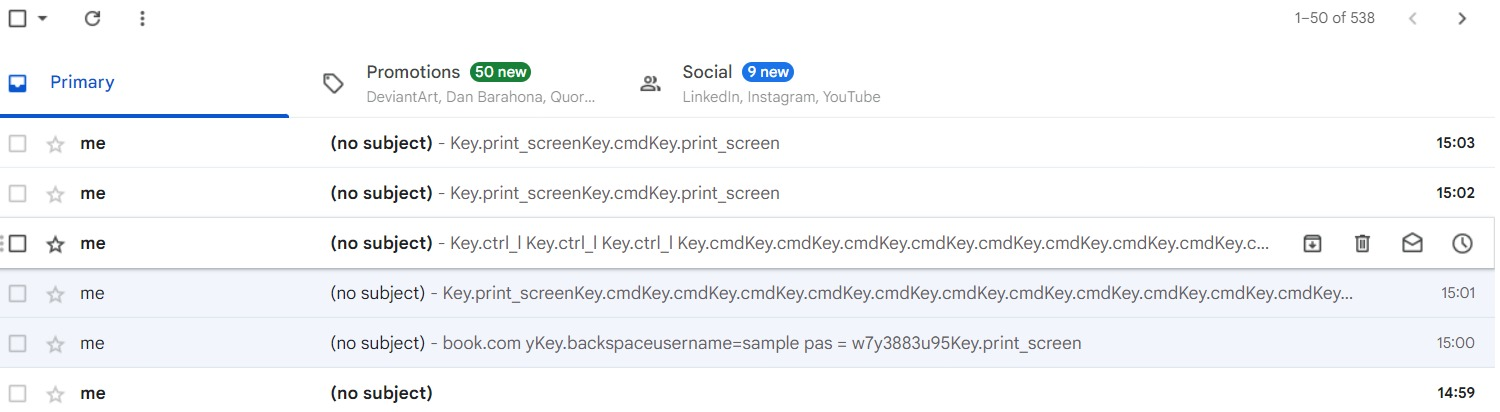 1–50 of 538
Primary
Promotions 50 new
DeviantArt, Dan Barahona, Quor...
Social 9 new
LinkedIn, Instagram, YouTube
me (no subject) - Key.print_screenKey.cmdKey.print_screen 15:03
me (no subject) - Key.print_screenKey.cmdKey.print_screen 15:02
me (no subject) - Key.ctrl_l Key.ctrl_l Key.ctrl_l Key.cmdKey.cmdKey.cmdKey.cmdKey.cmdKey.cmdKey.cmdKey.cmdKey.c...
me (no subject) - Key.print_screenKey.cmdKey.cmdKey.cmdKey.cmdKey.cmdKey.cmdKey.cmdKey.cmdKey.cmdKey.cmdKey... 15:01
me (no subject) - book.com yKey.backspaceusername=sample pas = w7y3883u95Key.print_screen 15:00
me (no subject) 14:59